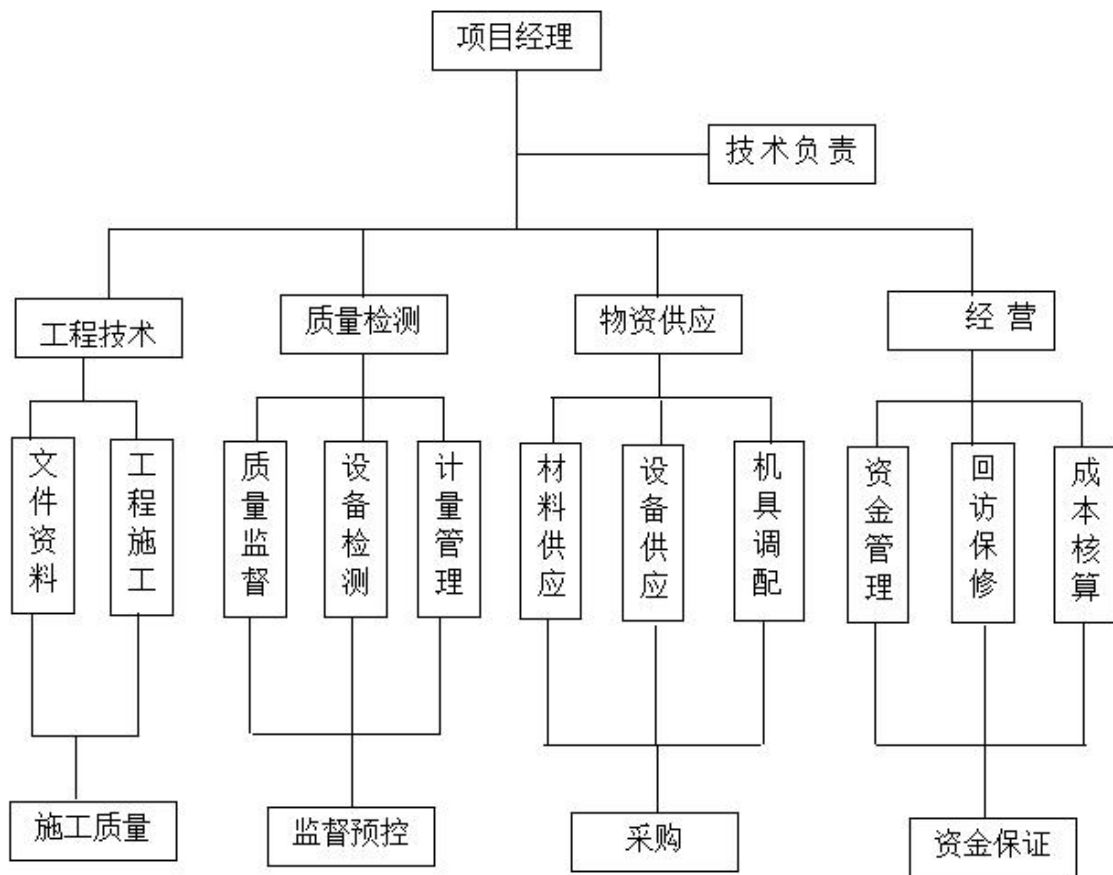 项目经理
技术负责
工程技术
质量检测
物资供应
经营
文件资料
工程施工
质量监督
设备检测
计量管理
材料供应
设备供应
机具调配
资金管理
回访保修
成本核算
施工质量
监督预控
采购
资金保证